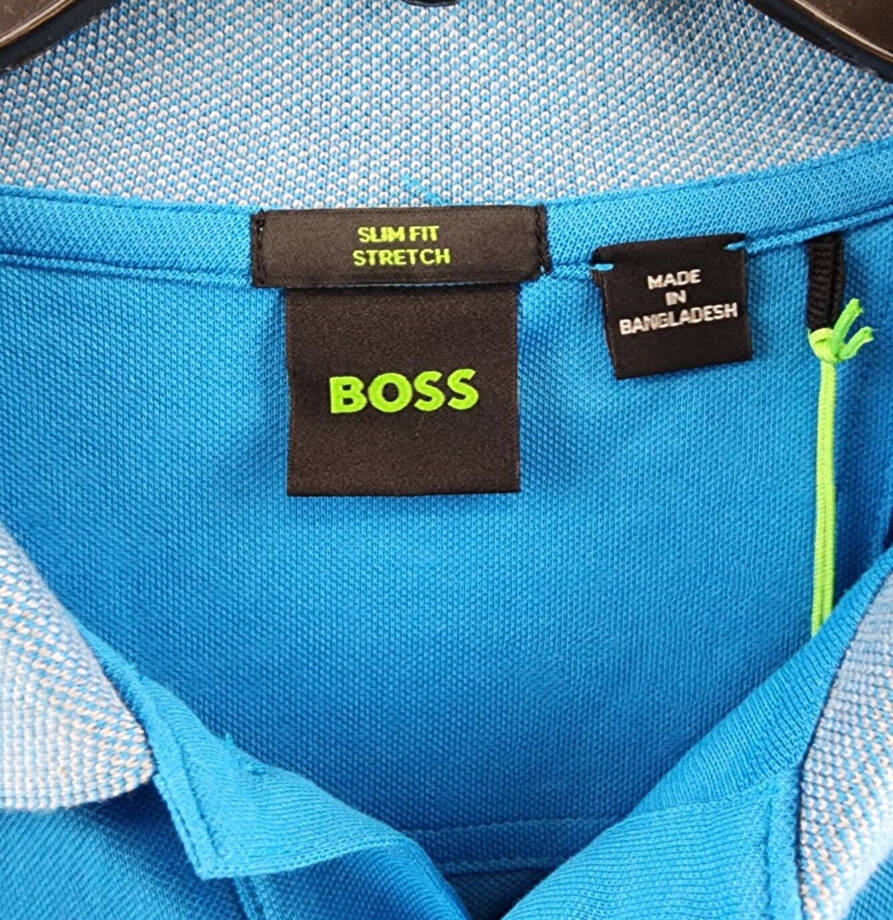 SLIM FIT
STRETCH
BOSS
MADE
IN
BANGLADESH